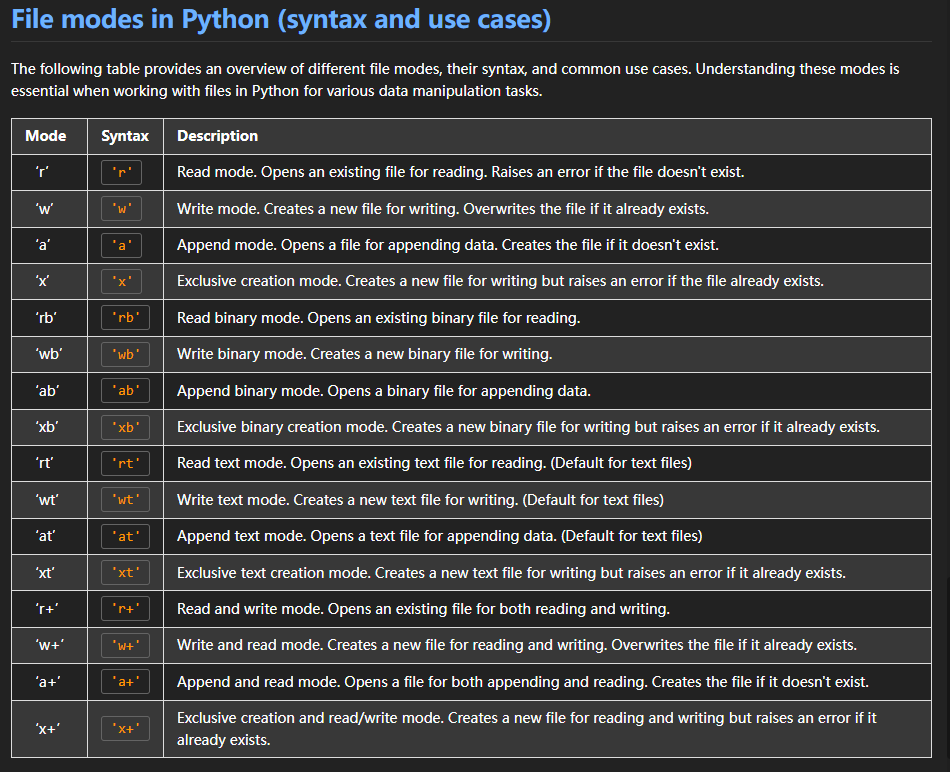 File modes in Python (syntax and use cases)
The following table provides an overview of different file modes, their syntax, and common use cases. Understanding these modes is
essential when working with files in Python for various data manipulation tasks.
Mode Syntax Description
‘r’ 'r' Read mode. Opens an existing file for reading. Raises an error if the file doesn't exist.
‘w’ 'w' Write mode. Creates a new file for writing. Overwrites the file if it already exists.
‘a’ 'a' Append mode. Opens a file for appending data. Creates the file if it doesn't exist.
‘x’ 'x' Exclusive creation mode. Creates a new file for writing but raises an error if the file already exists.
‘rb’ 'rb' Read binary mode. Opens an existing binary file for reading.
‘wb’ 'wb' Write binary mode. Creates a new binary file for writing.
‘ab’ 'ab' Append binary mode. Opens a binary file for appending data.
‘xb’ 'xb' Exclusive binary creation mode. Creates a new binary file for writing but raises an error if it already exists.
‘rt’ 'rt' Read text mode. Opens an existing text file for reading. (Default for text files)
‘wt’ 'wt' Write text mode. Creates a new text file for writing. (Default for text files)
‘at’ 'at' Append text mode. Opens a text file for appending data. (Default for text files)
‘xt’ 'xt' Exclusive text creation mode. Creates a new text file for writing but raises an error if it already exists.
‘r+’ 'r+' Read and write mode. Opens an existing file for both reading and writing.
‘w+’ 'w+' Write and read mode. Creates a new file for reading and writing. Overwrites the file if it already exists.
‘a+’ 'a+' Append and read mode. Opens a file for both appending and reading. Creates the file if it doesn't exist.
‘x+’ 'x+' Exclusive creation and read/write mode. Creates a new file for reading and writing but raises an error if it
already exists.